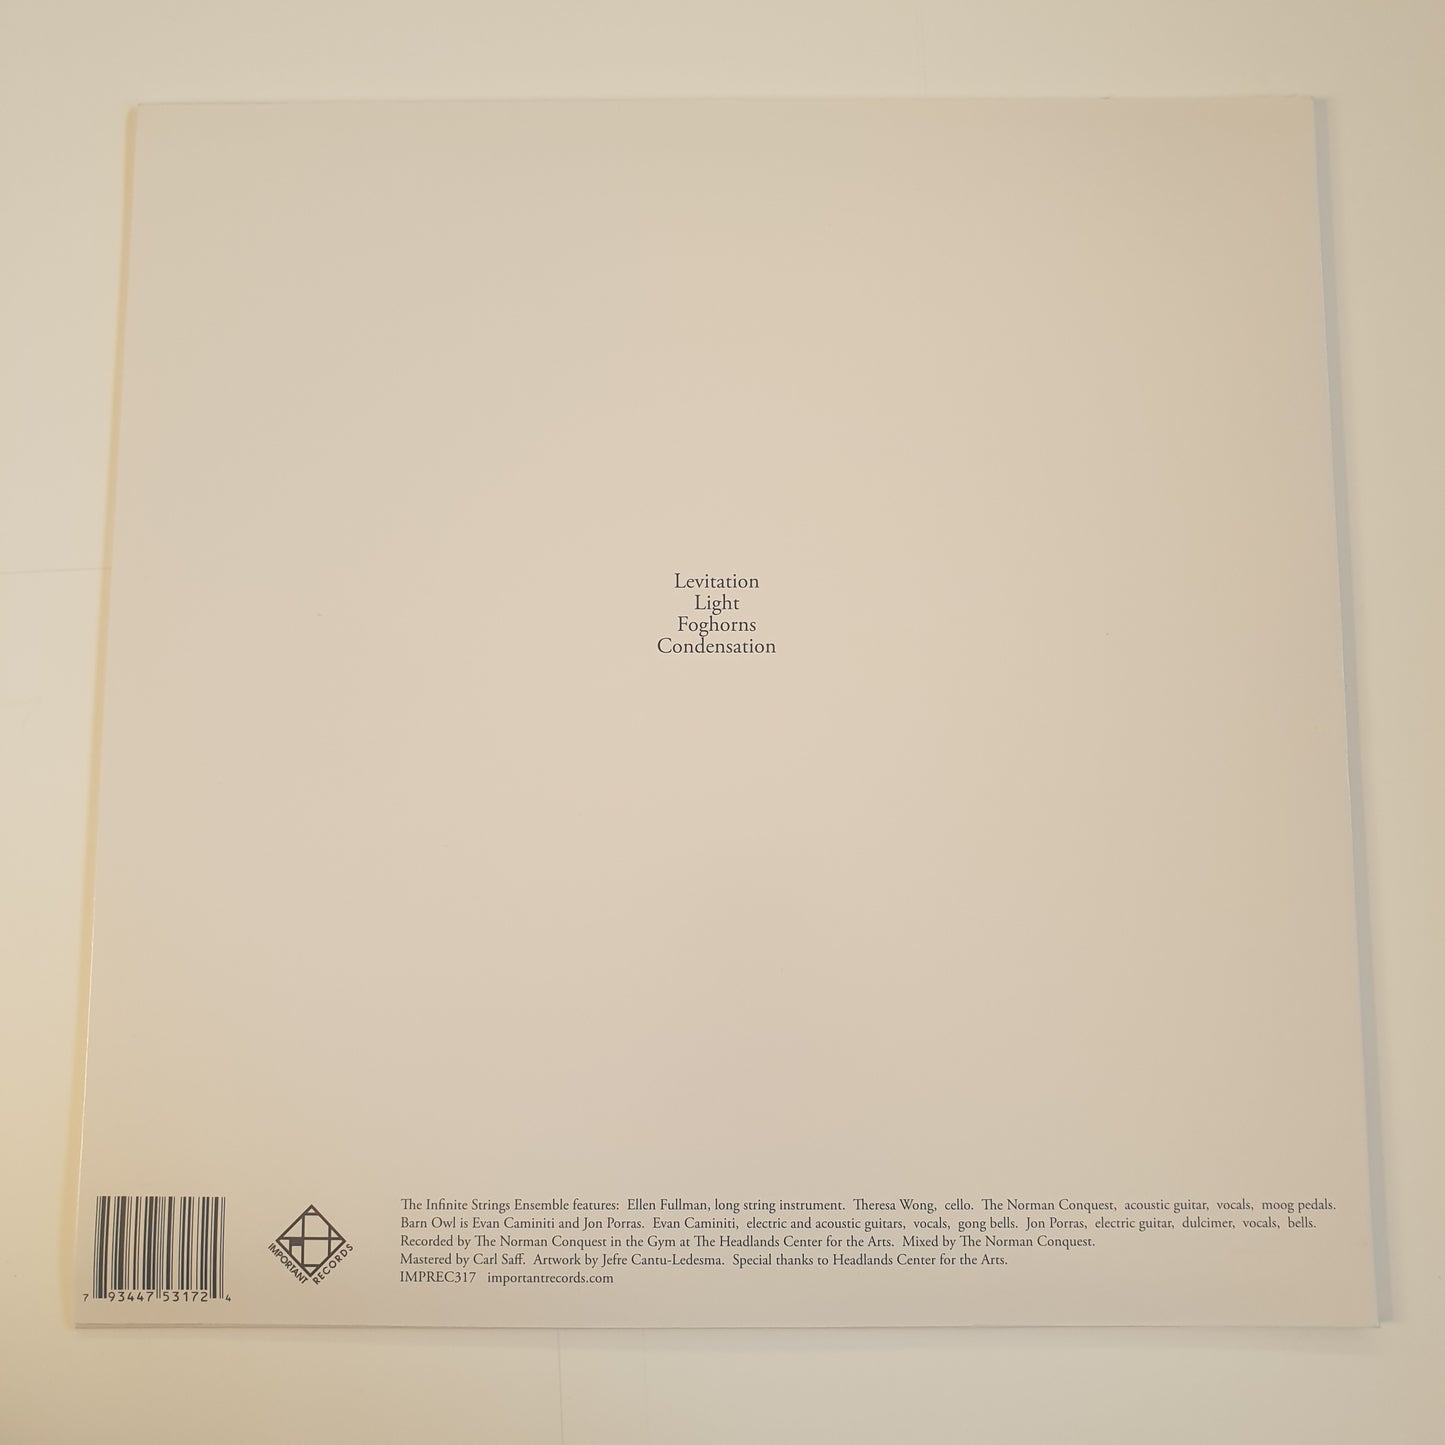 Levitation
Light
Foghorns
Condensation
The Infinite Strings Ensemble features: Ellen Fullman, long string instrument. Theresa Wong, cello. The Norman Conquest, acoustic guitar, vocals, moog pedals.
Barn Owl is Evan Caminiti and Jon Porras. Evan Caminiti, electric and acoustic guitars, vocals, gong bells. Jon Porras, electric guitar, dulcimer, vocals, bells.
Recorded by The Norman Conquest in the Gym at The Headlands Center for the Arts. Mixed by The Norman Conquest.
Mastered by Carl Saff. Artwork by Jefre Cantu-Ledesma. Special thanks to Headlands Center for the Arts.
IMPREC317 importantrecords.com
IMPORTANT RECORDS
7 93447 53172 4